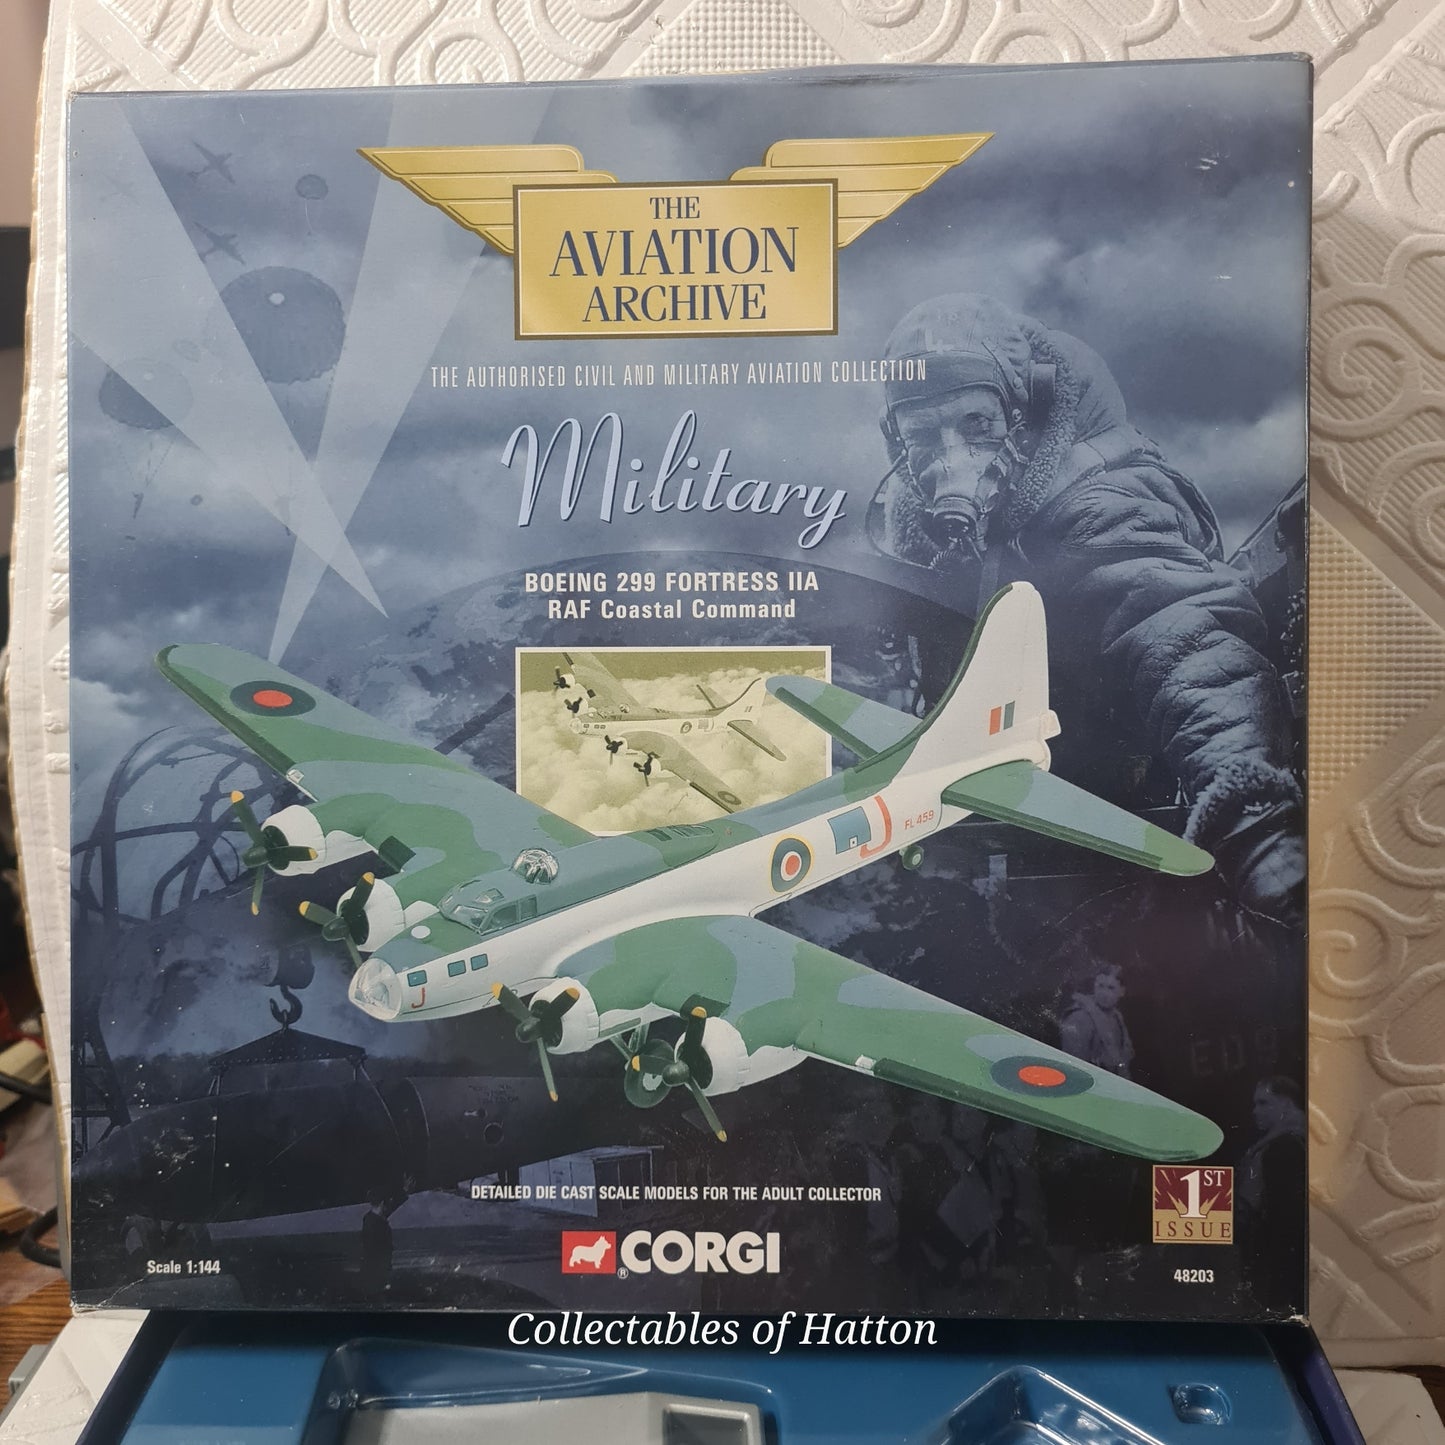 THE
AVIATION
ARCHIVE
THE AUTHORISED CIVIL AND MILITARY AVIATION COLLECTION
Military
BOEING 299 FORTRESS IIA
RAF Coastal Command
J
FL 459
J
DETAILED DIE CAST SCALE MODELS FOR THE ADULT COLLECTOR
1ST
ISSUE
CORGI
®
Scale 1:144
48203
Collectables of Hatton